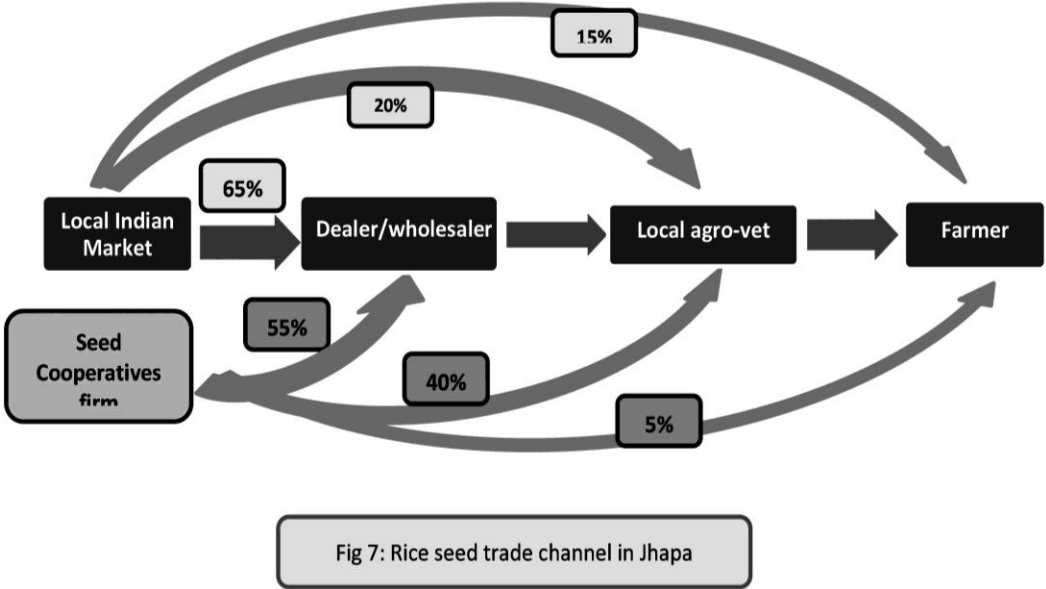 15%
20%
65%
Local Indian
Market
Dealer/wholesaler
Local agro-vet
Farmer
Seed
Cooperatives
firm
55%
40%
5%
Fig 7: Rice seed trade channel in Jhapa